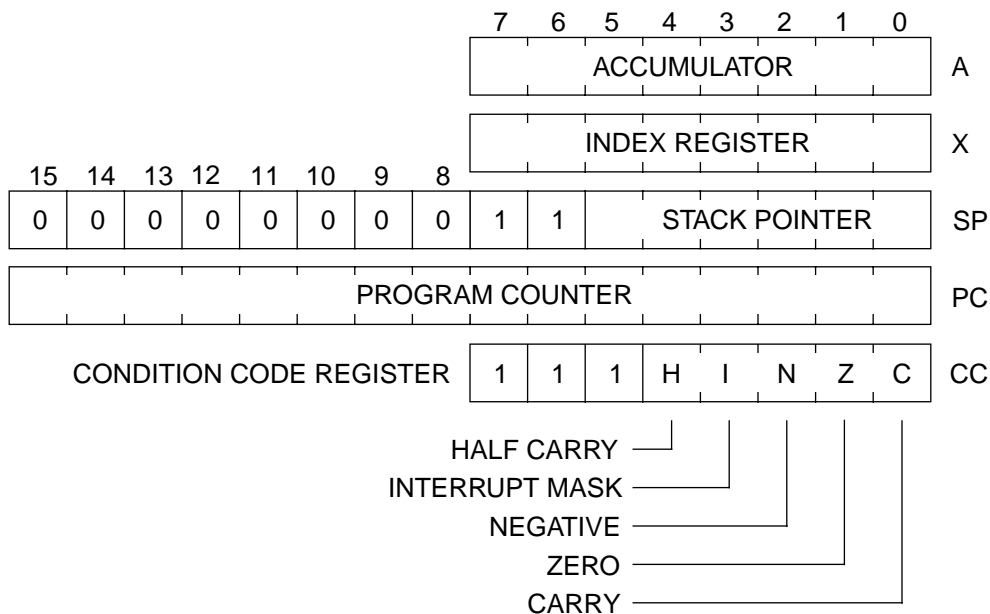 7 6 5 4 3 2 1 0
ACCUMULATOR A
INDEX REGISTER X
15 14 13 12 11 10 9 8
0 0 0 0 0 0 0 0 1 1 STACK POINTER SP
PROGRAM COUNTER PC
CONDITION CODE REGISTER 1 1 1 H I N Z C CC
HALF CARRY
INTERRUPT MASK
NEGATIVE
ZERO
CARRY